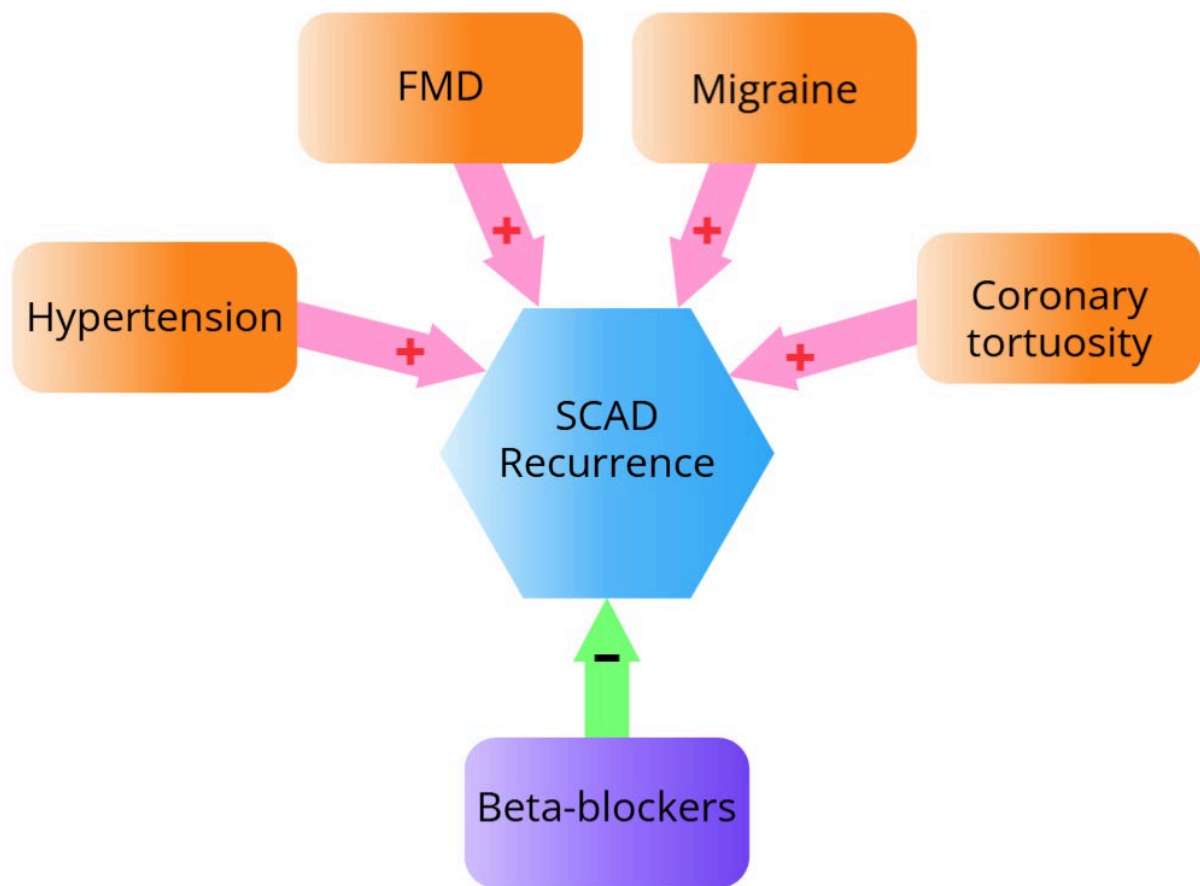 FMD
Migraine
+
+
Hypertension
+
Coronary
tortuosity
+
SCAD
Recurrence
-
Beta-blockers